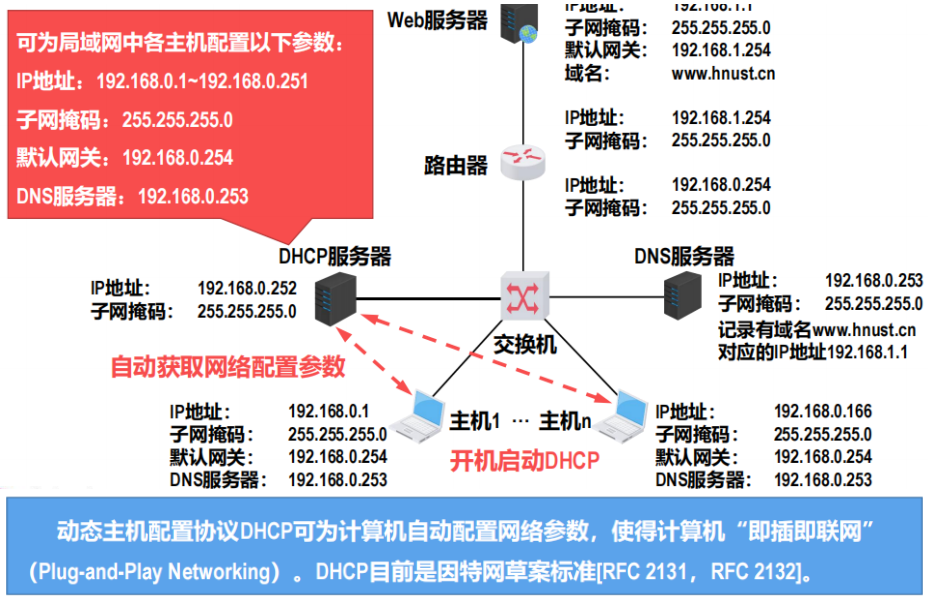 可为局域网中各主机配置以下参数：
IP地址：192.168.0.1~192.168.0.251
子网掩码：255.255.255.0
默认网关：192.168.0.254
DNS服务器：192.168.0.253
Web服务器
IP地址： 192.168.1.1
子网掩码： 255.255.255.0
默认网关： 192.168.1.254
域名： www.hnust.cn
IP地址： 192.168.1.254
子网掩码： 255.255.255.0
路由器
IP地址： 192.168.0.254
子网掩码： 255.255.255.0
DHCP服务器
IP地址： 192.168.0.252
子网掩码： 255.255.255.0
DNS服务器
IP地址： 192.168.0.253
子网掩码： 255.255.255.0
记录有域名www.hnust.cn
对应的IP地址192.168.1.1
交换机
自动获取网络配置参数
IP地址： 192.168.0.1
子网掩码： 255.255.255.0
默认网关： 192.168.0.254
DNS服务器： 192.168.0.253
主机1 … 主机n
开机启动DHCP
IP地址： 192.168.0.166
子网掩码： 255.255.255.0
默认网关： 192.168.0.254
DNS服务器： 192.168.0.253
动态主机配置协议DHCP可为计算机自动配置网络参数，使得计算机“即插即联网”
（Plug-and-Play Networking）。DHCP目前是因特网草案标准[RFC 2131，RFC 2132]。